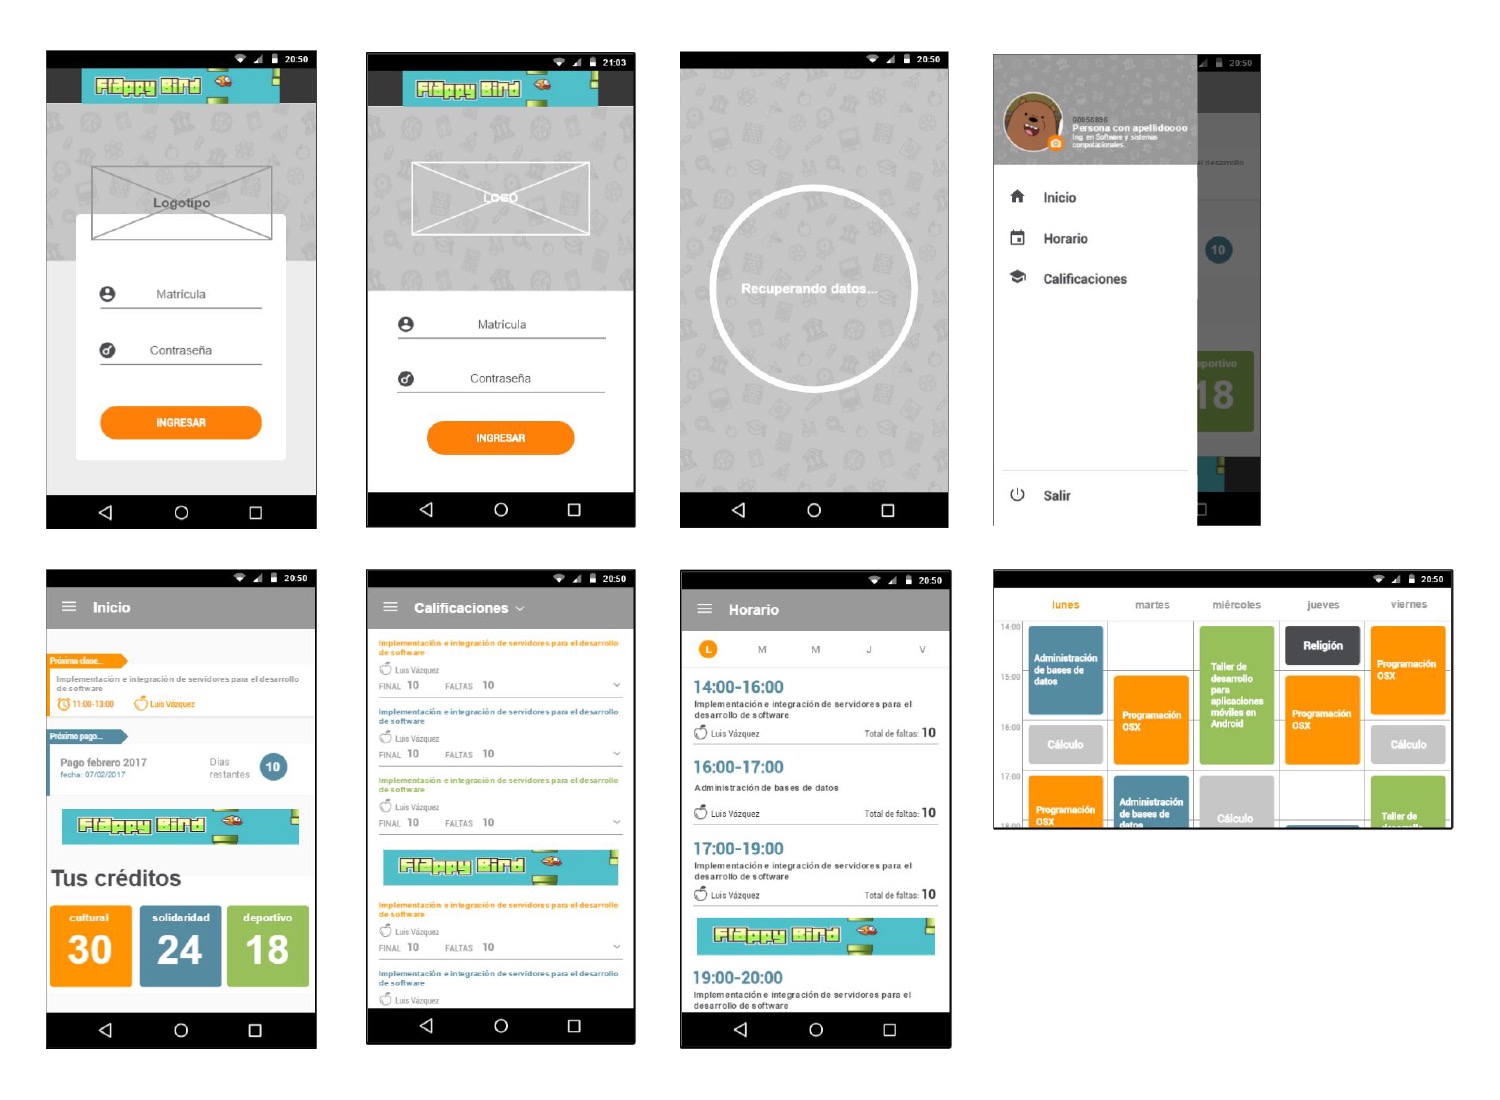 20:50
Flappy Bird
Logotipo
Matricula
Contraseña
INGRESAR
21:03
Flappy Bird
LOGO
Matricula
Contraseña
INGRESAR
20:50
Recuperando datos...
20:50
00056896
Persona con apellidoooo
Ing. en Software y sistemas
computacionales
el desarrollo
Inicio
Horario
10
Calificaciones
portivo
18
Salir
20:50
Inicio
Próxima clase...
Implementación e integración de servidores para el desarrollo
de software
11:00-13:00 Luis Vázquez
Próximo pago...
Pago febrero 2017
fecha: 07/02/2017
Días
restantes
10
Flappy Bird
Tus créditos
cultural
30
solidaridad
24
deportivo
18
20:50
Calificaciones
Implementación e integración de servidores para el desarrollo
de software
Luis Vázquez
FINAL 10 FALTAS 10
Implementación e integración de servidores para el desarrollo
de software
Luis Vázquez
FINAL 10 FALTAS 10
Implementación e integración de servidores para el desarrollo
de software
Luis Vázquez
FINAL 10 FALTAS 10
Flappy Bird
Implementación e integración de servidores para el desarrollo
de software
Luis Vázquez
FINAL 10 FALTAS 10
Implementación e integración de servidores para el desarrollo
de software
Luis Vázquez
20:50
Horario
L M M J V
14:00-16:00
Implementación e integración de servidores para el
desarrollo de software
Luis Vázquez Total de faltas: 10
16:00-17:00
Administración de bases de datos
Luis Vázquez Total de faltas: 10
17:00-19:00
Implementación e integración de servidores para el
desarrollo de software
Luis Vázquez Total de faltas: 10
Flappy Bird
19:00-20:00
Implementación e integración de servidores para el
desarrollo de software
20:50
lunes martes miércoles jueves viernes
14:00
15:00
16:00
17:00
18:00
Administración
de bases de
datos
Cálculo
Programación
OSX
Programación
OSX
Administración
de bases de
datos
Taller de
desarrollo
para
aplicaciones
móviles en
Android
Cálculo
Religión
Programación
OSX
Programación
OSX
Cálculo
Taller de
desarrollo